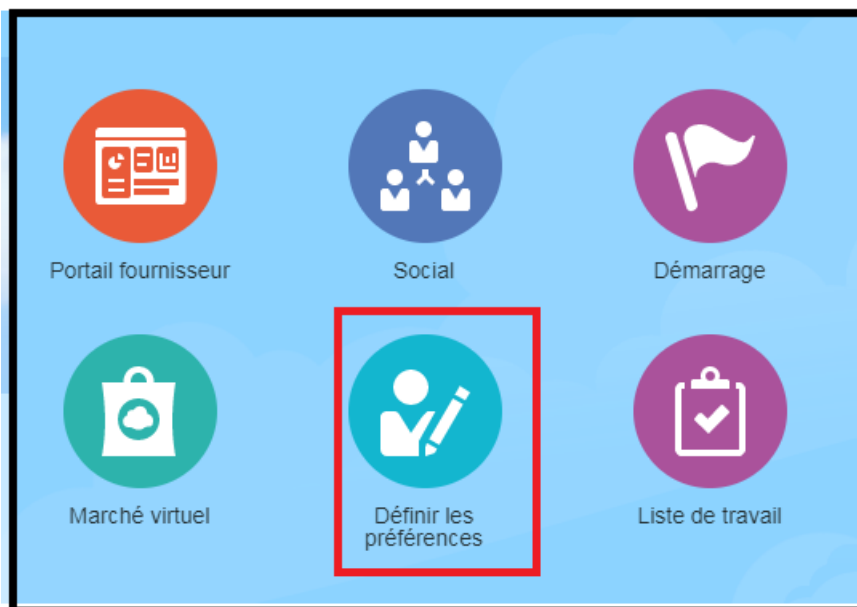 Portail fournisseur
Social
Démarrage
Marché virtuel
Définir les
préférences
Liste de travail